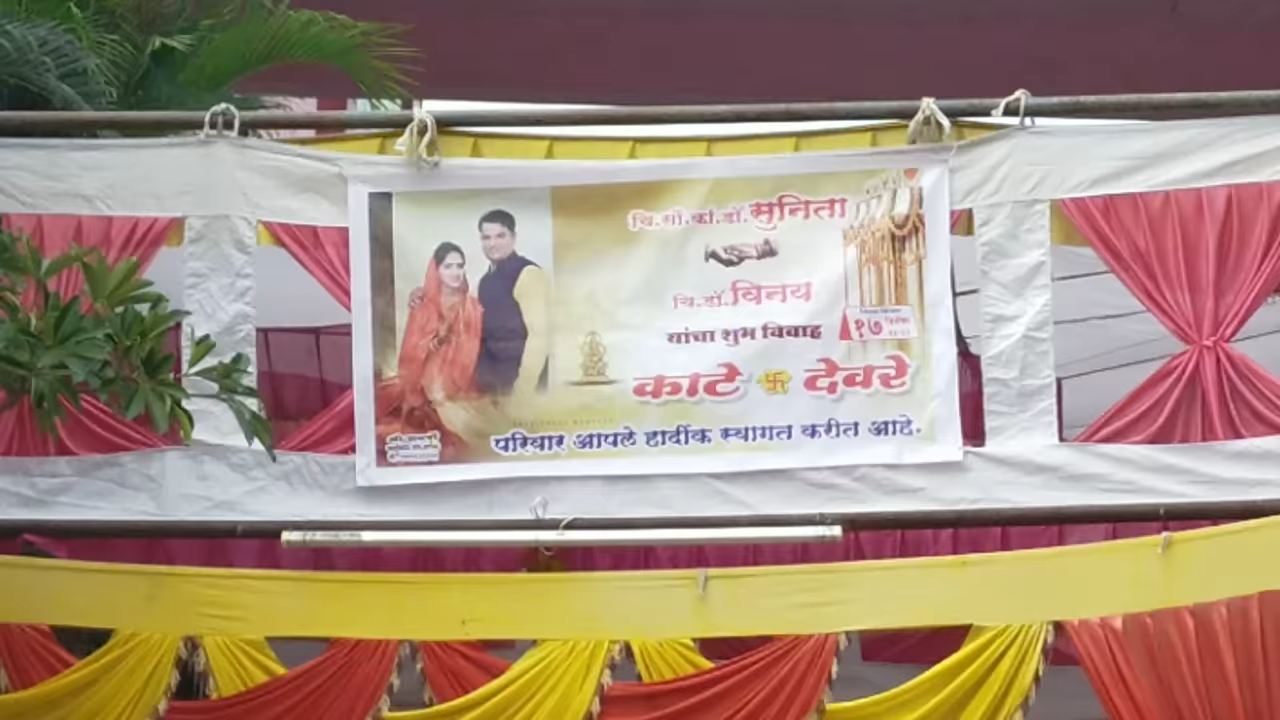 चि.सौ.कां.डॉ.सुनिता
चि.डॉ.विनय
यांचा शुभ विवाह
१७
काटे 卐 देवरे
परिवार आपले हार्दीक स्वागत करीत आहे.